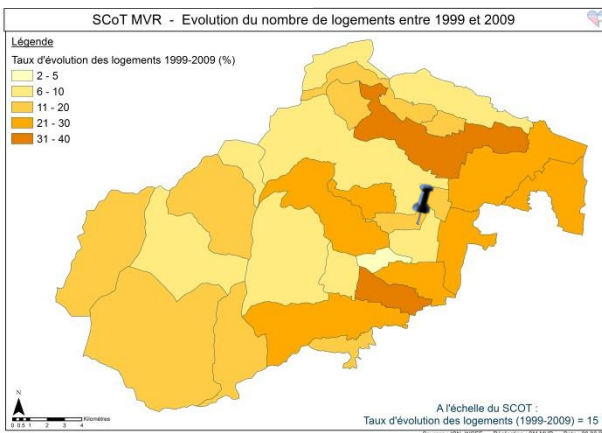 SCoT MVR - Evolution du nombre de logements entre 1999 et 2009
Légende
Taux d'évolution des logements 1999-2009 (%)
2 - 5
6 - 10
11 - 20
21 - 30
31 - 40
N
0 0.5 1 2 3 4
Kilomètres
A l'échelle du SCOT :
Taux d'évolution des logements (1999-2009) = 15